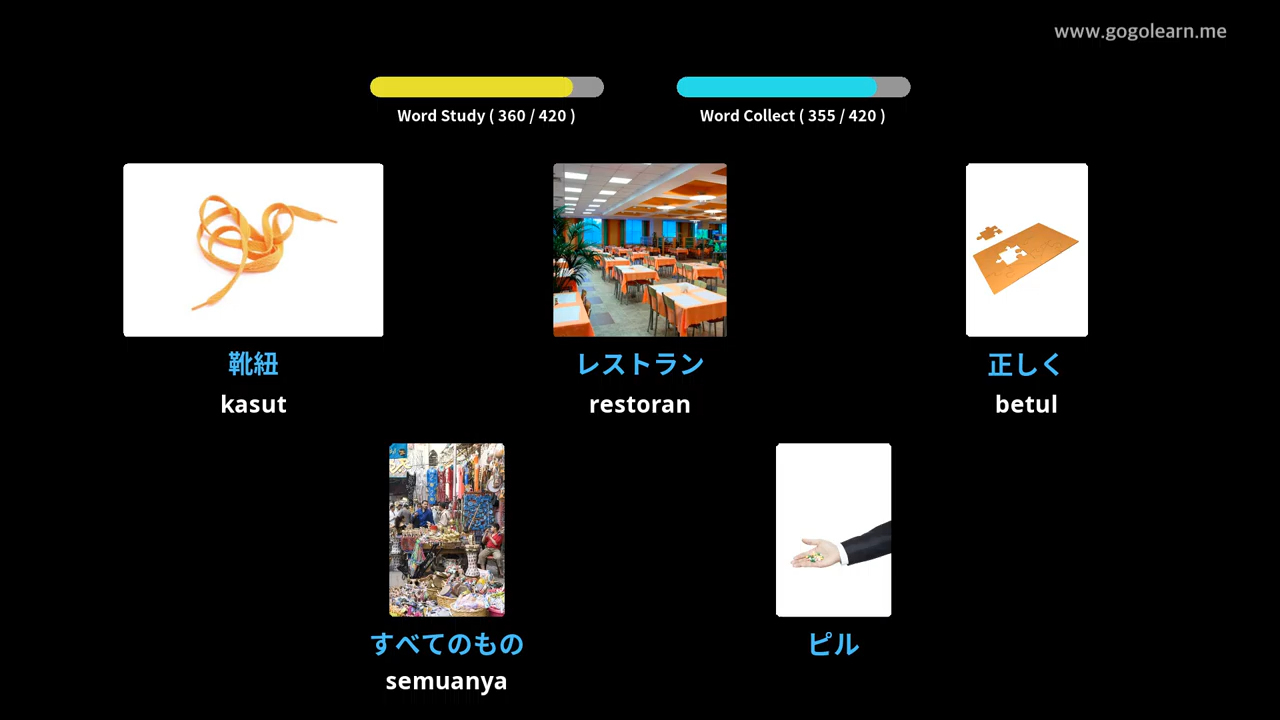 www.gogolearn.me
Word Study ( 360 / 420 )
Word Collect ( 355 / 420 )
靴紐
レストラン
正しく
kasut
restoran
betul
すべてのもの
ピル
semuanya